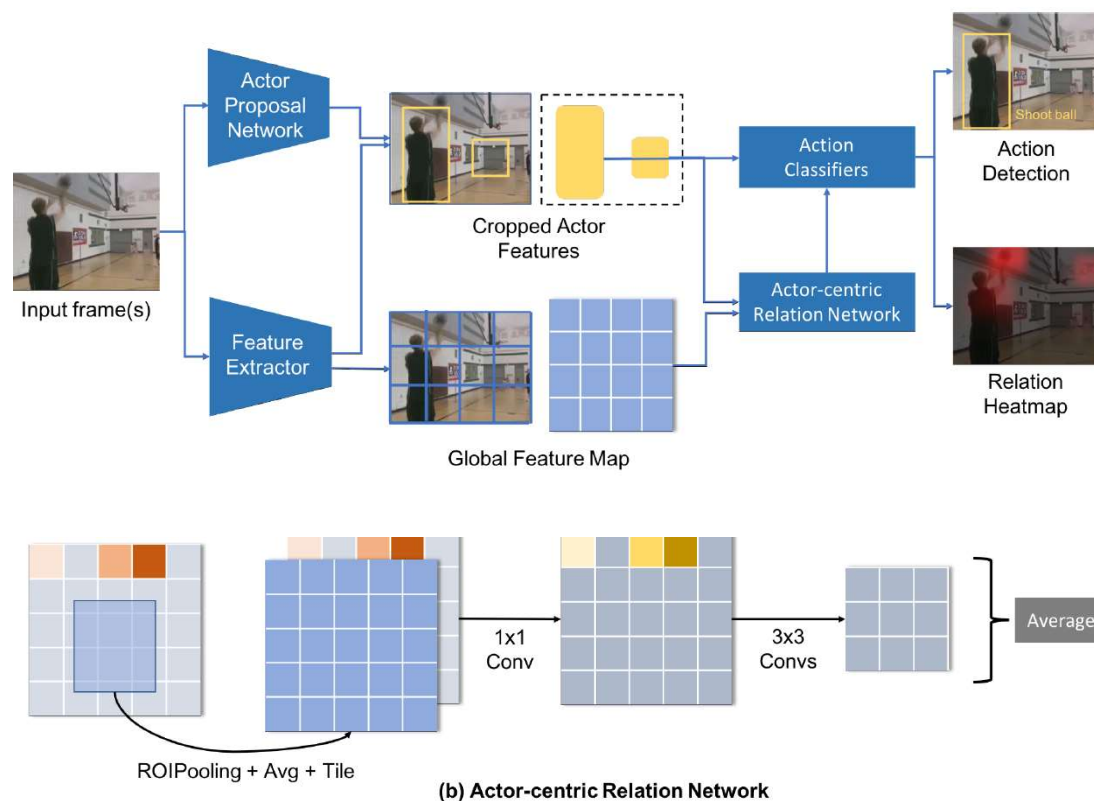 Actor
Proposal
Network
Shoot ball
Action
Detection
Action
Classifiers
Cropped Actor
Features
Input frame(s)
Feature
Extractor
Actor-centric
Relation Network
Relation
Heatmap
Global Feature Map
1x1
Conv
3x3
Convs
Average
ROIPooling + Avg + Tile
(b) Actor-centric Relation Network